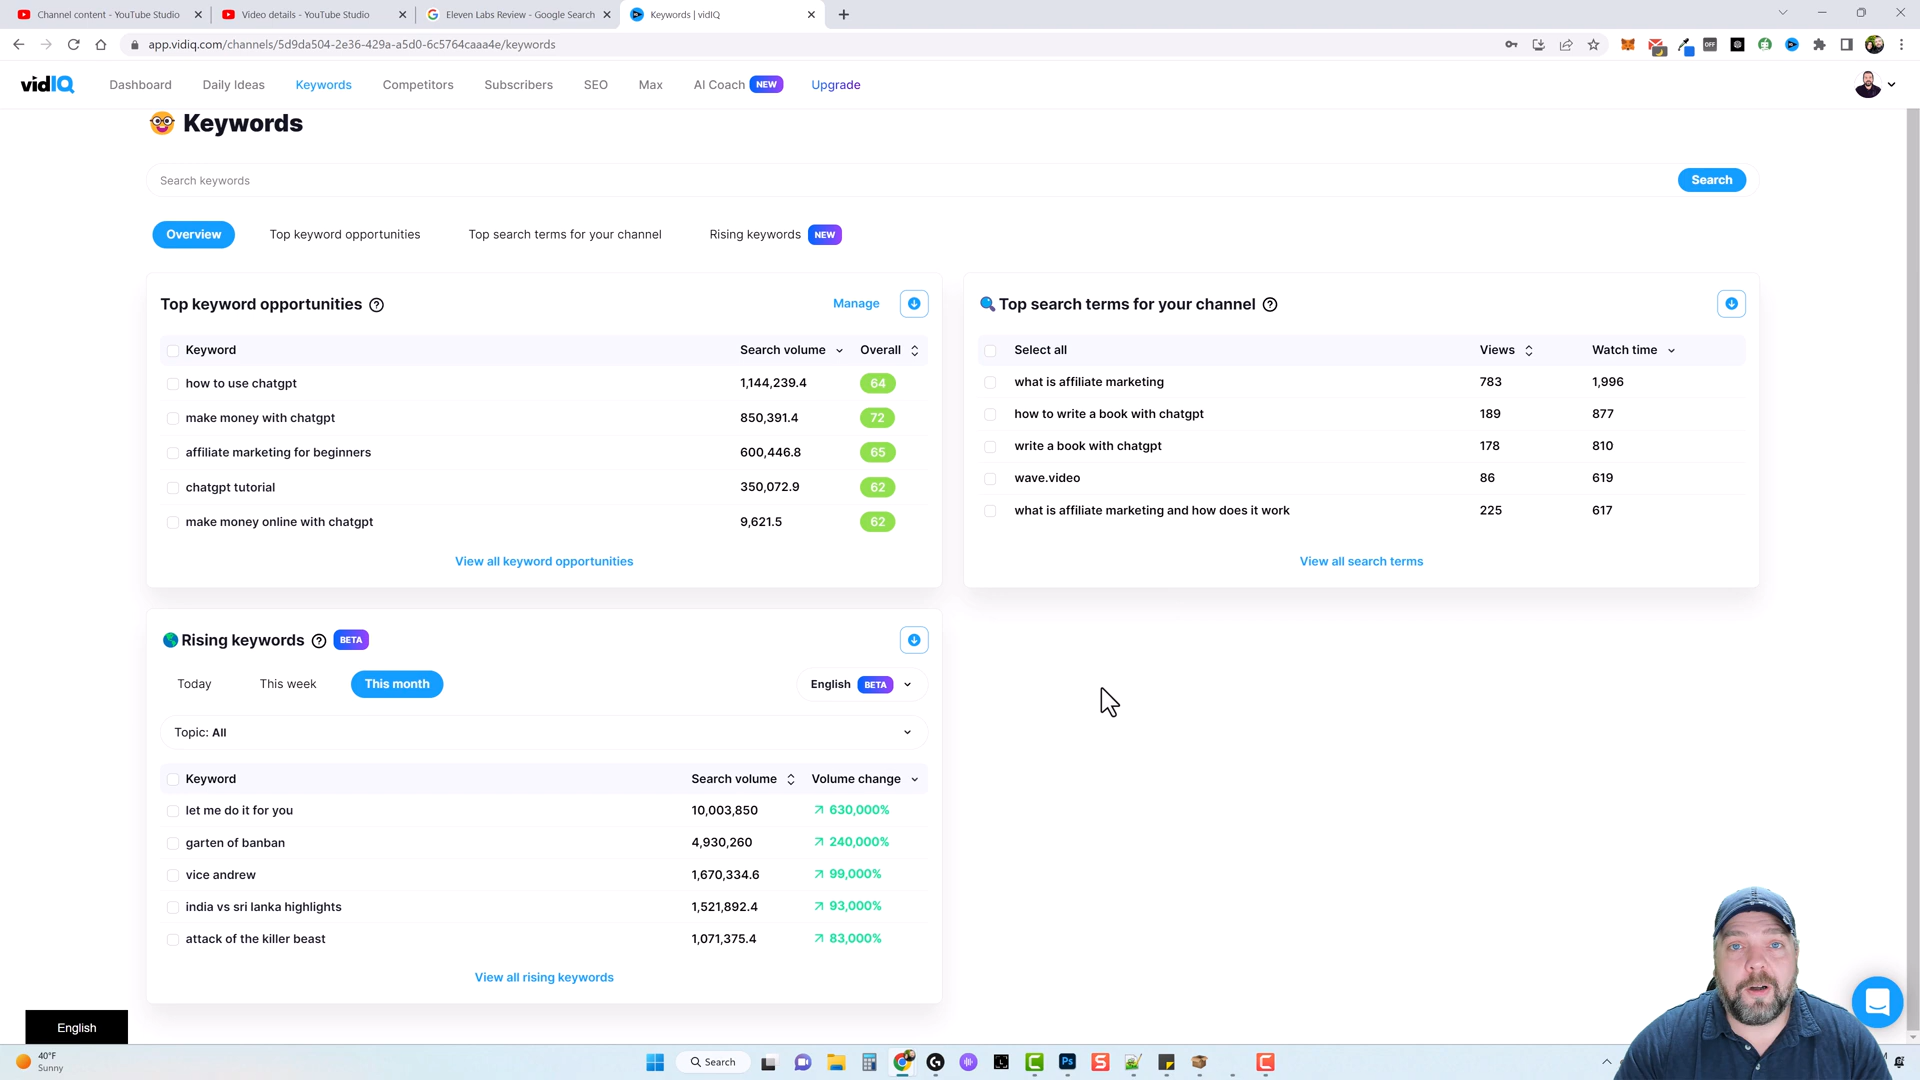 Channel content - YouTube Studio
Video details - YouTube Studio
Eleven Labs Review - Google Search
Keywords | vidIQ
app.vidiq.com/channels/5d9da504-2e36-429a-a5d0-6c5764caaa4e/keywords
OFF
vidIQ
Dashboard
Daily Ideas
Keywords
Competitors
Subscribers
SEO
Max
AI Coach NEW
Upgrade
Keywords
Search keywords
Search
Overview
Top keyword opportunities
Top search terms for your channel
Rising keywords NEW
Top keyword opportunities
Manage
Keyword Search volume Overall
how to use chatgpt 1,144,239.4 64
make money with chatgpt 850,391.4 72
affiliate marketing for beginners 600,446.8 65
chatgpt tutorial 350,072.9 62
make money online with chatgpt 9,621.5 62
View all keyword opportunities
Top search terms for your channel
Select all Views Watch time
what is affiliate marketing 783 1,996
how to write a book with chatgpt 189 877
write a book with chatgpt 178 810
wave.video 86 619
what is affiliate marketing and how does it work 225 617
View all search terms
Rising keywords BETA
Today This week This month
English BETA
Topic: All
Keyword Search volume Volume change
let me do it for you 10,003,850 630,000%
garten of banban 4,930,260 240,000%
vice andrew 1,670,334.6 99,000%
india vs sri lanka highlights 1,521,892.4 93,000%
attack of the killer beast 1,071,375.4 83,000%
View all rising keywords
English
40°F
Sunny
Search
Ps